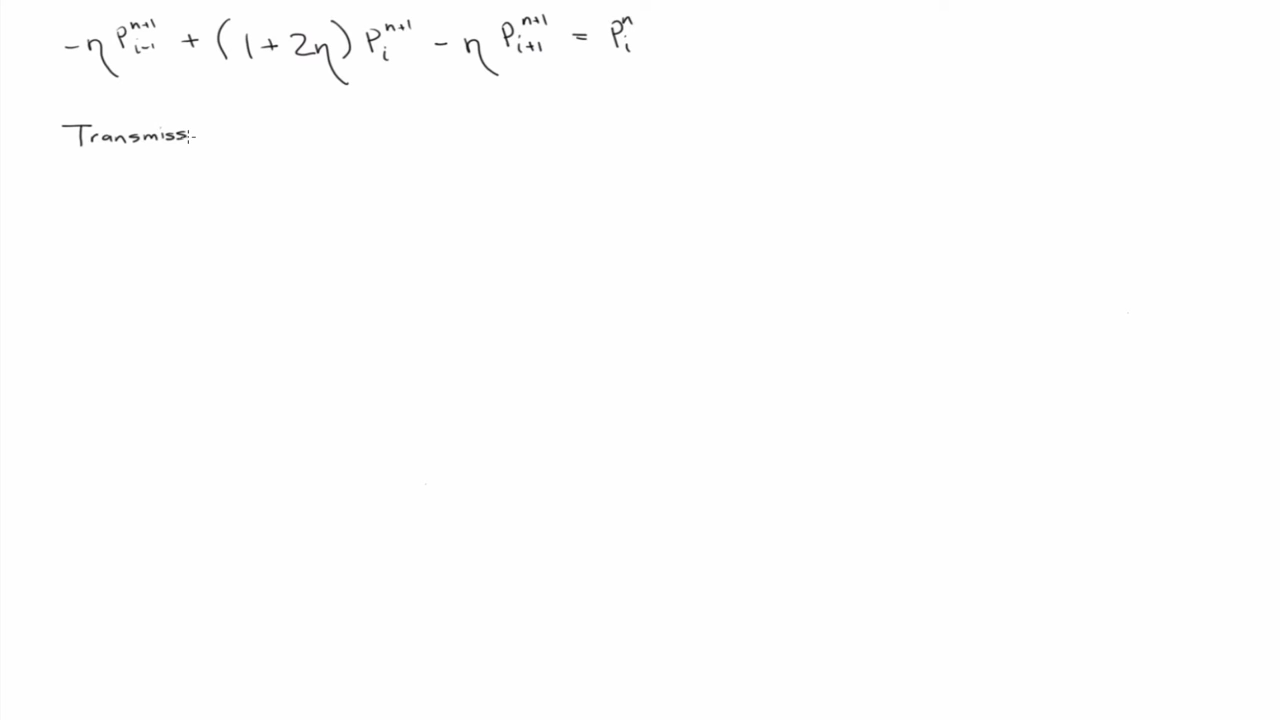 -η P_{i-1}^{n+1} + (1+2η) P_i^{n+1} - η P_{i+1}^{n+1} = P_i^n
Transmiss